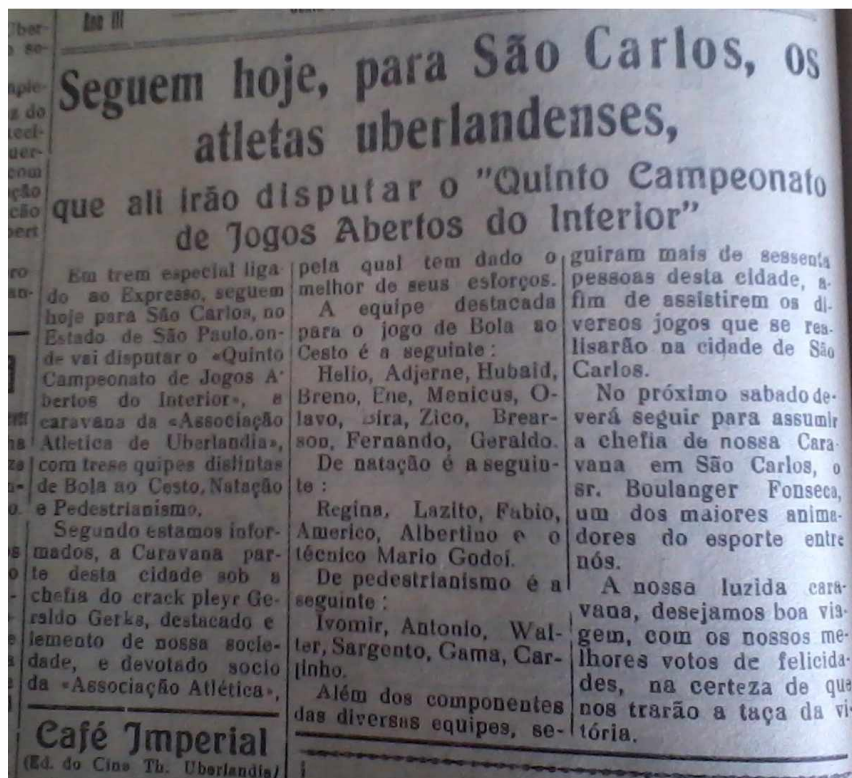 Ano III
Seguem hoje, para São Carlos, os
atletas uberlandenses,
que ali irão disputar o "Quinto Campeonato
de Jogos Abertos do Interior"
Em trem especial liga
do ao Expresso, seguem
hoje para São Carlos, no
Estado de São Paulo.on-
de vai disputar o «Quinto
Campeonato de Jogos A-
bertos do Interior», a
caravana da «Associação
Atletica de Uberlandia»,
com trese quipes distintas
de Bola ao Cesto, Natação
e Pedestrianismo.
Segundo estamos infor-
mados, a Caravana par-
te desta cidade sob a
chefia do crack pleyr Ge-
raldo Gerks, destacado e
lemento de nossa socie-
dade, e devotado socio
da «Associação Atlética»,
pela qual tem dado o
melhor de seus esforços.
A equipe destacada
para o jogo de Bola ao
Cesto é a seguinte :
Helio, Adjerne, Hubaid,
Breno, Ene, Menicus, O-
lavo, Bira, Zico, Brear-
son, Fernando, Geraldo.
De natação é a seguin-
te :
Regina, Lazito, Fabio,
Americo, Albertino e o
técnico Mario Godoi.
De pedestrianismo é a
seguinte :
Ivomir, Antonio, Wal-
ter, Sargento, Gama, Car-
linho.
Além dos componentes
das diversas equipes, se-
guiram mais de sessenta
pessoas desta cidade, a-
fim de assistirem os di-
versos jogos que se rea-
lisarão na cidade de São
Carlos.
No próximo sabado de-
verá seguir para assumir
a chefia de nossa Cara-
vana em São Carlos, o
sr. Boulanger Fonseca,
um dos maiores anima-
dores do esporte entre
nós.
A nossa luzida cara-
vana, desejamos boa via-
gem, com os nossos me-
lhores votos de felicida-
des, na certeza de que
nos trarão a taça da vi-
tória.
Café Imperial
(Ed. do Cine Th. Uberlandia)